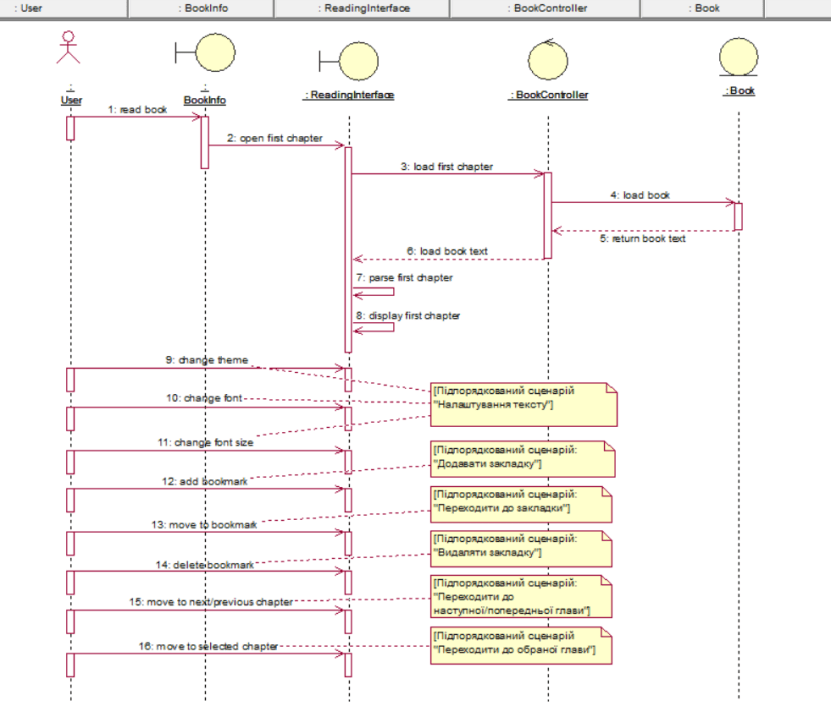 : User : BookInfo : ReadingInterface : BookController : Book
: User
: BookInfo
: ReadingInterface
: BookController
: Book
1: read book
2: open first chapter
3: load first chapter
4: load book
5: return book text
6: load book text
7: parse first chapter
8: display first chapter
9: change theme
[Підпорядкований сценарій
"Налаштування тексту"]
10: change font
11: change font size
[Підпорядкований сценарій:
"Додавати закладку"]
12: add bookmark
[Підпорядкований сценарій:
"Переходити до закладки"]
13: move to bookmark
[Підпорядкований сценарій:
"Видаляти закладку"]
14: delete bookmark
[Підпорядкований сценарій:
"Переходити до
наступної/попередньої глави"]
15: move to next/previous chapter
[Підпорядкований сценарій
"Переходити до обраної глави"]
16: move to selected chapter